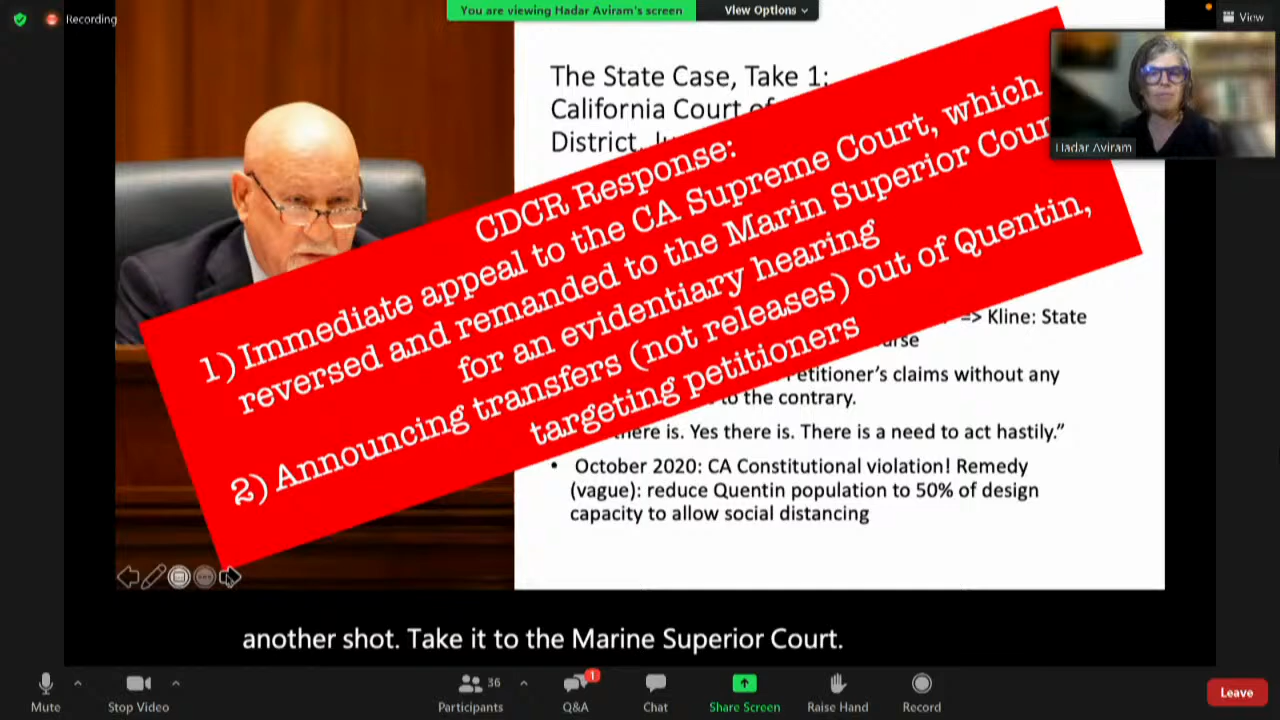 Recording
You are viewing Hadar Aviram's screen
View Options
View
The State Case, Take 1:
California Court of
District,
Hadar Aviram
CDCR Response:
1) Immediate appeal to the CA Supreme Court, which
reversed and remanded to the Marin Superior Cour
for an evidentiary hearing
2) Announcing transfers (not releases) out of Quentin,
targeting petitioners
=> Kline: State
etitioner's claims without any
to the contrary.
here is. Yes there is. There is a need to act hastily."
• October 2020: CA Constitutional violation! Remedy
(vague): reduce Quentin population to 50% of design
capacity to allow social distancing
another shot. Take it to the Marine Superior Court.
Mute
Stop Video
36
Participants
1
Q&A
Chat
Share Screen
Raise Hand
Record
Leave